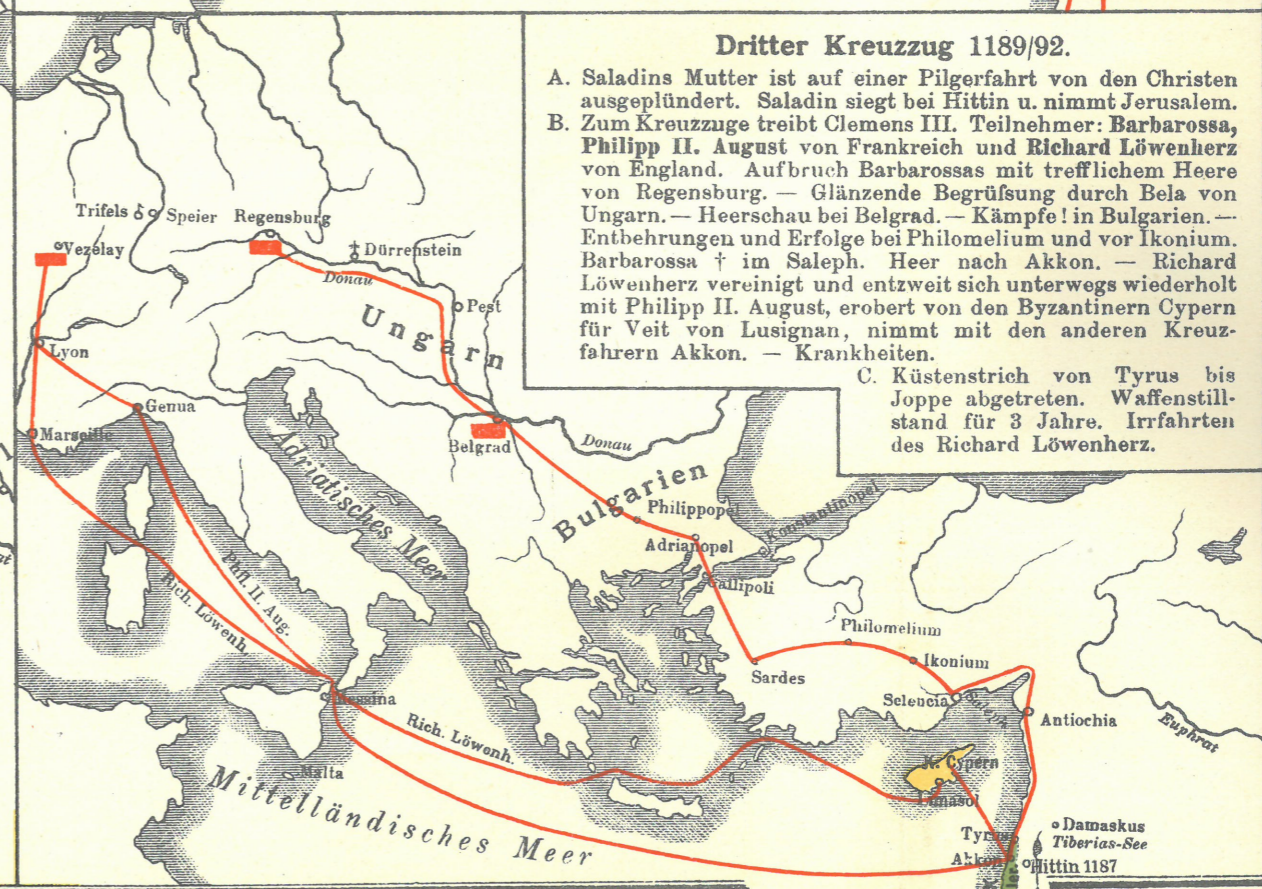 Dritter Kreuzzug 1189/92.
A. Saladins Mutter ist auf einer Pilgerfahrt von den Christen
ausgeplündert. Saladin siegt bei Hittin u. nimmt Jerusalem.
B. Zum Kreuzzuge treibt Clemens III. Teilnehmer: Barbarossa,
Philipp II. August von Frankreich und Richard Löwenherz
von England. Aufbruch Barbarossas mit trefflichem Heere
von Regensburg. — Glänzende Begrüfsung durch Bela von
Ungarn. — Heerschau bei Belgrad. — Kämpfe! in Bulgarien. —
Entbehrungen und Erfolge bei Philomelium und vor Ikonium.
Barbarossa † im Saleph. Heer nach Akkon. — Richard
Löwenherz vereinigt und entzweit sich unterwegs wiederholt
mit Philipp II. August, erobert von den Byzantinern Cypern
für Veit von Lusignan, nimmt mit den anderen Kreuz-
fahrern Akkon. — Krankheiten.
C. Küstenstrich von Tyrus bis
Joppe abgetreten. Waffenstill-
stand für 3 Jahre. Irrfahrten
des Richard Löwenherz.
Trifels
Speier
Regensburg
Vezelay
Dürrenstein
Donau
Pest
Ungarn
Lyon
Genua
Marseille
Belgrad
Donau
Adriatisches Meer
Bulgarien
Philippopel
Konstantinopel
Adrianopel
Gallipoli
Phil. II. Aug.
Rich. Löwenh.
Philomelium
Ikonium
Sardes
Selencia
Saleph
Antiochia
Euphrat
Messina
Rich. Löwenh.
Malta
Mittelländisches Meer
K. Cypern
Limasol
Damaskus
Tyrus
Tiberias-See
Akkon
Hittin 1187